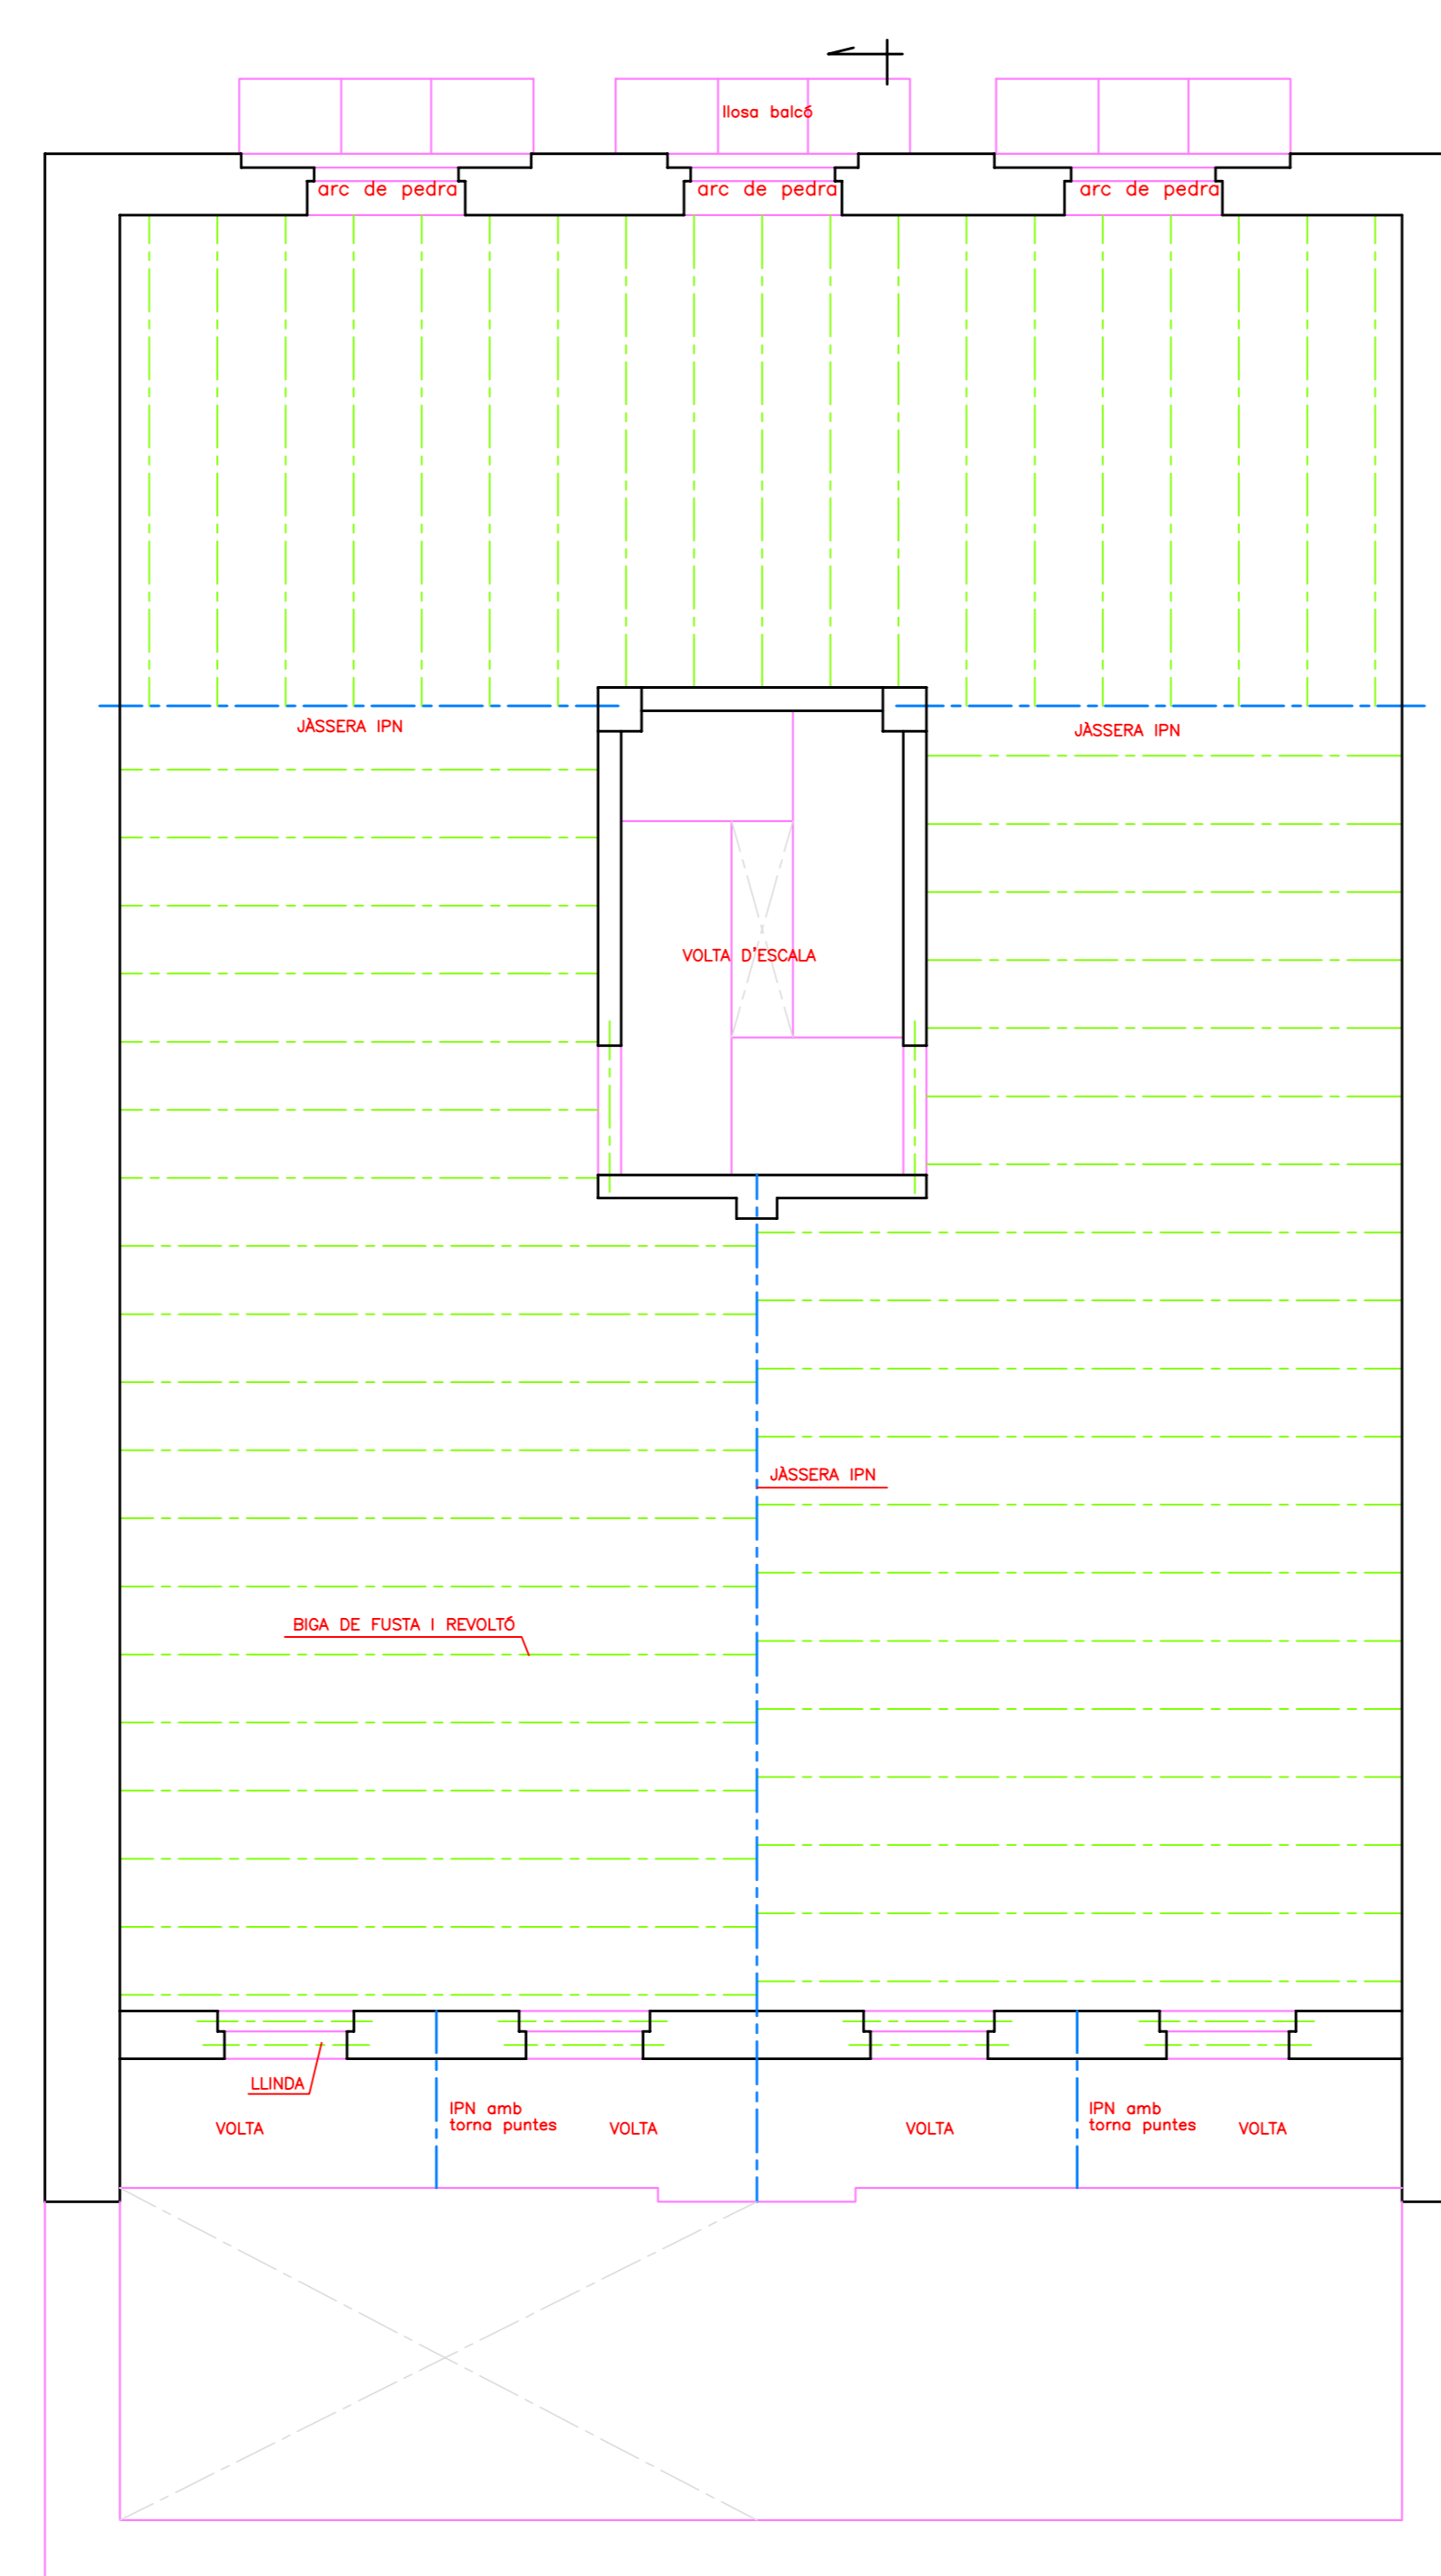 llosa balcó
arc de pedra
arc de pedra
arc de pedra
JÀSSERA IPN
JÀSSERA IPN
VOLTA D'ESCALA
JÀSSERA IPN
BIGA DE FUSTA I REVOLTÓ
LLINDA
IPN amb
torna puntes
IPN amb
torna puntes
VOLTA
VOLTA
VOLTA
VOLTA